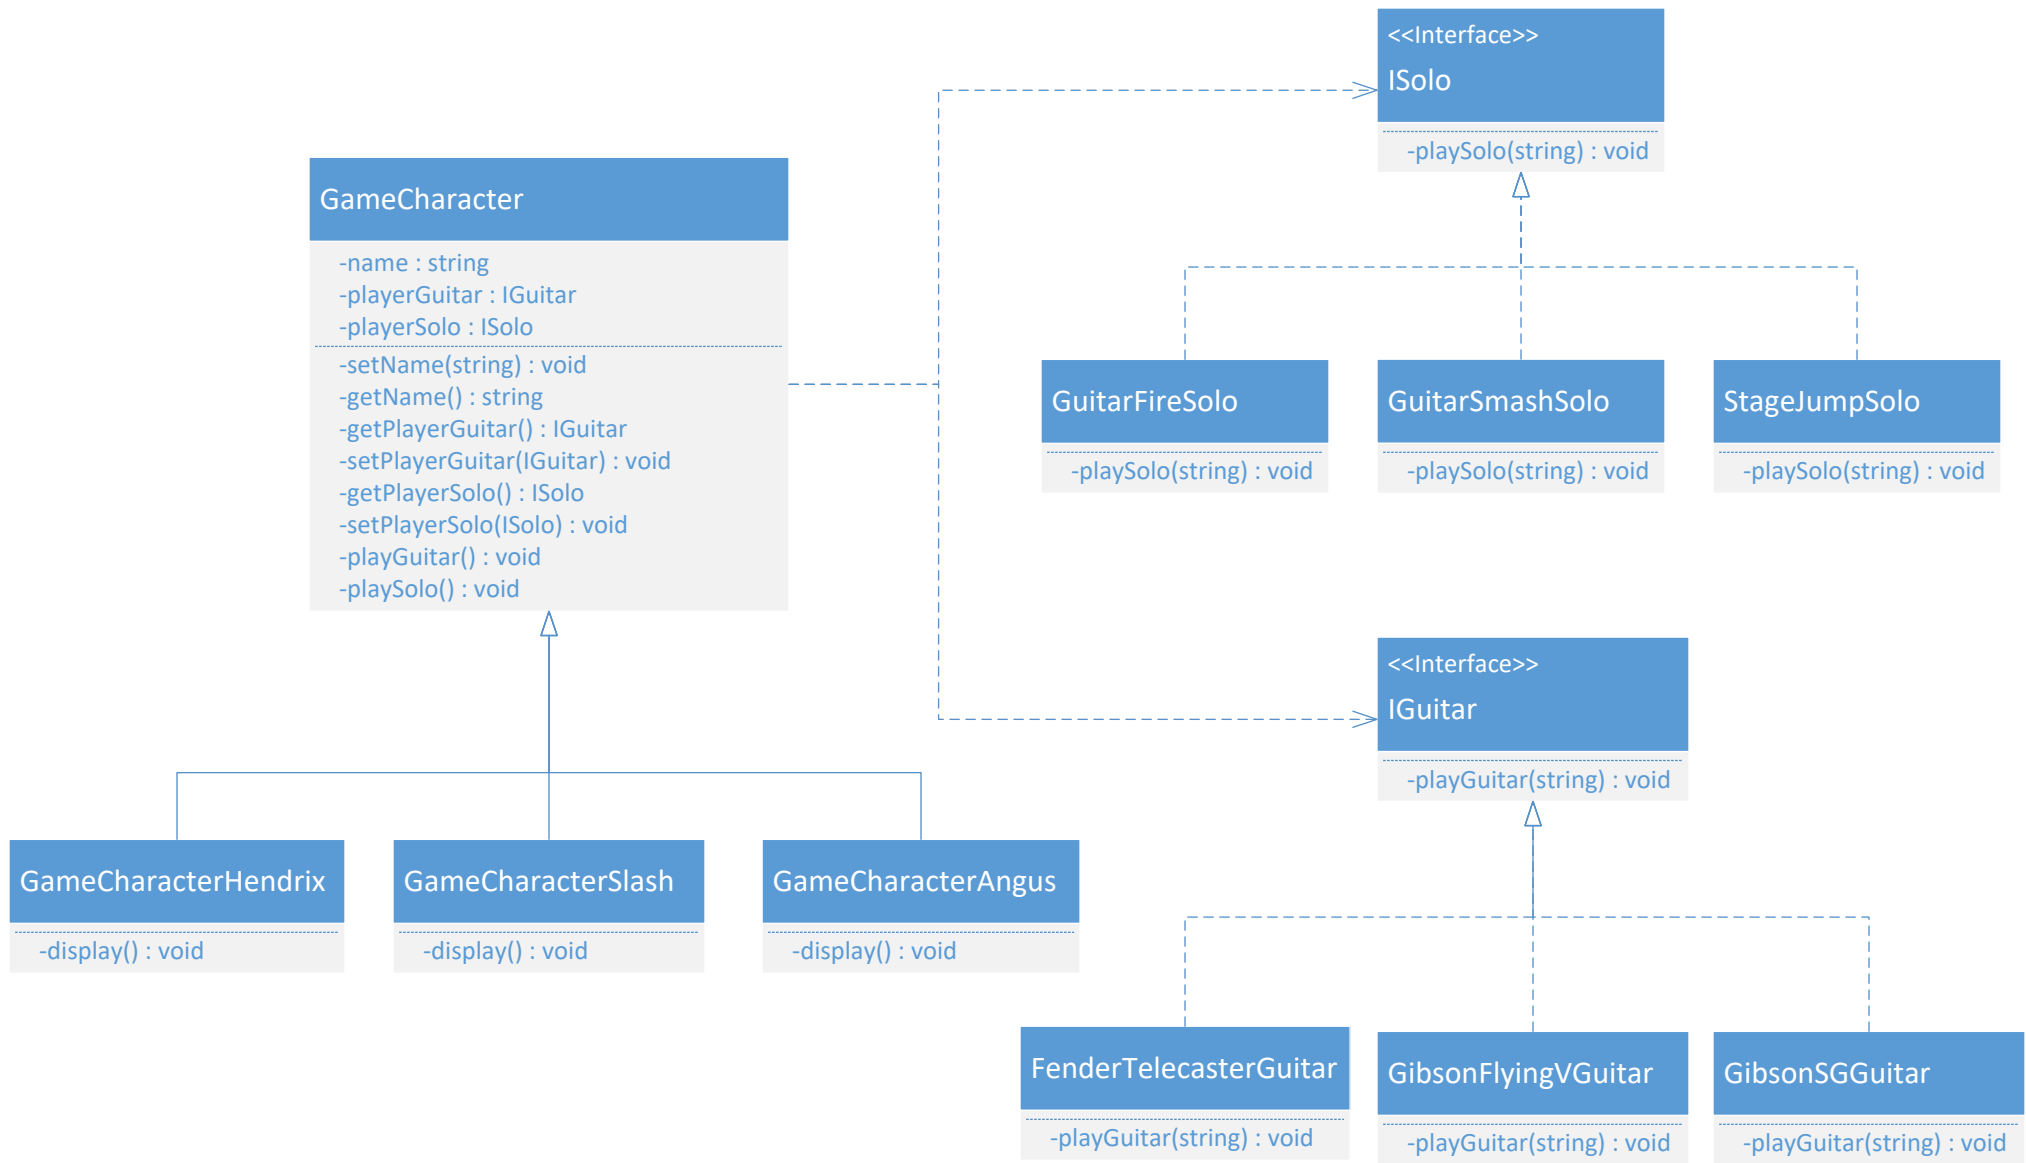 <<Interface>>
ISolo
-playSolo(string) : void
GameCharacter
-name : string
-playerGuitar : IGuitar
-playerSolo : ISolo
-setName(string) : void
-getName() : string
-getPlayerGuitar() : IGuitar
-setPlayerGuitar(IGuitar) : void
-getPlayerSolo() : ISolo
-setPlayerSolo(ISolo) : void
-playGuitar() : void
-playSolo() : void
GuitarFireSolo
-playSolo(string) : void
GuitarSmashSolo
-playSolo(string) : void
StageJumpSolo
-playSolo(string) : void
<<Interface>>
IGuitar
-playGuitar(string) : void
GameCharacterHendrix
-display() : void
GameCharacterSlash
-display() : void
GameCharacterAngus
-display() : void
FenderTelecasterGuitar
-playGuitar(string) : void
GibsonFlyingVGuitar
-playGuitar(string) : void
GibsonSGGuitar
-playGuitar(string) : void